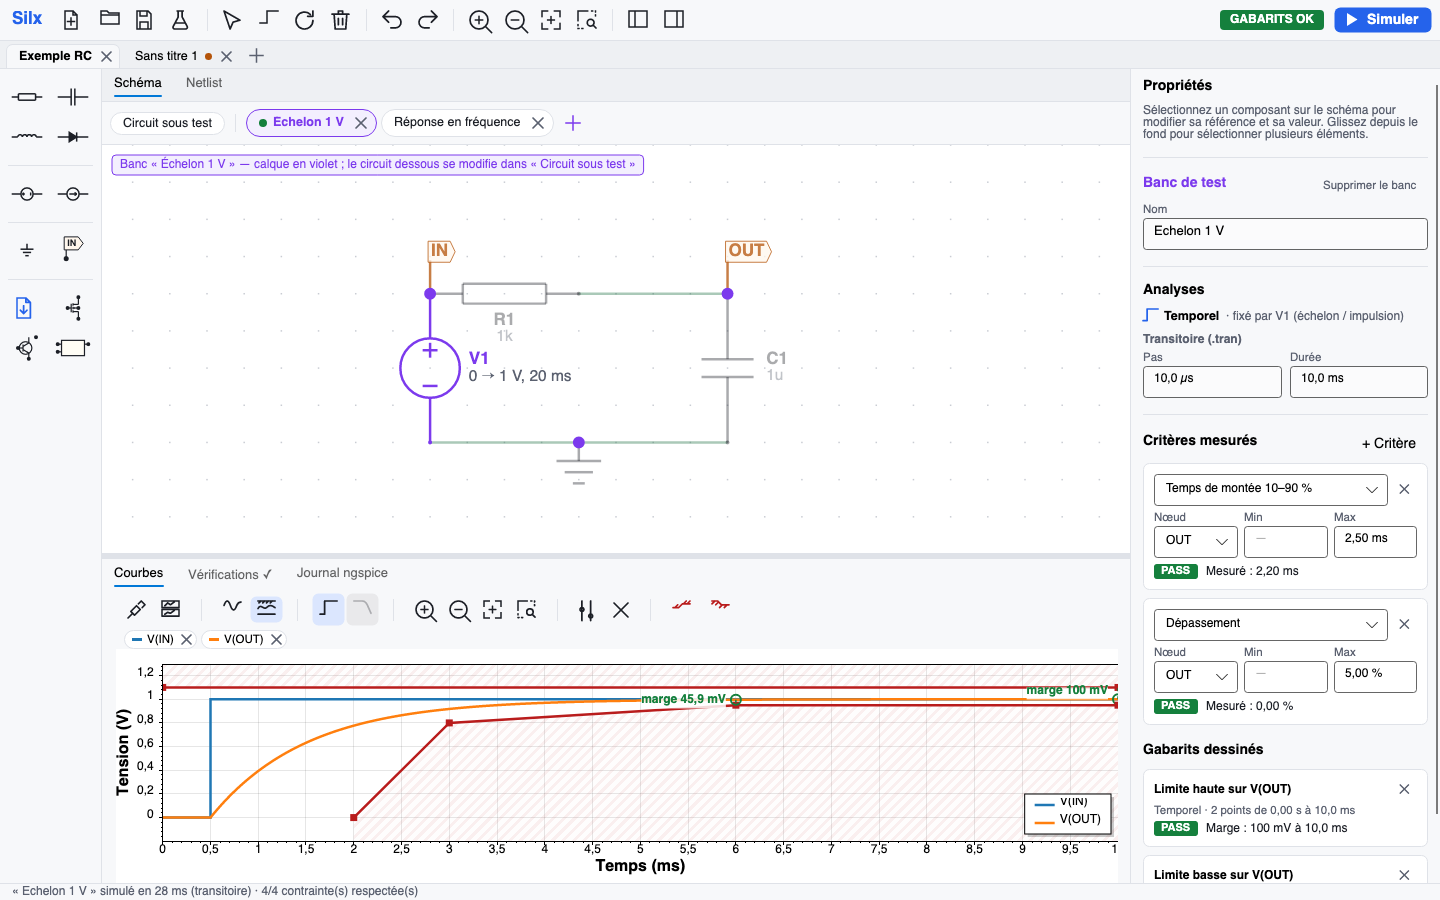 Silx
GABARITS OK
Simuler
Exemple RC
Sans titre 1
Schéma
Netlist
Circuit sous test
Echelon 1 V
Réponse en fréquence
Banc « Échelon 1 V » — calque en violet ; le circuit dessous se modifie dans « Circuit sous test »
IN
IN
OUT
R1
1k
V1
0 → 1 V, 20 ms
C1
1u
Courbes
Vérifications ✓
Journal ngspice
V(IN)
V(OUT)
Tension (V)
1,2
1
0,8
0,6
0,4
0,2
0
marge 45,9 mV
marge 100 mV
V(IN)
V(OUT)
0 0,5 1 1,5 2 2,5 3 3,5 4 4,5 5 5,5 6 6,5 7 7,5 8 8,5 9 9,5 1
Temps (ms)
Propriétés
Sélectionnez un composant sur le schéma pour
modifier sa référence et sa valeur. Glissez depuis le
fond pour sélectionner plusieurs éléments.
Banc de test
Supprimer le banc
Nom
Echelon 1 V
Analyses
Temporel · fixé par V1 (échelon / impulsion)
Transitoire (.tran)
Pas
Durée
10,0 µs
10,0 ms
Critères mesurés
+ Critère
Temps de montée 10–90 %
Nœud
Min
Max
OUT
—
2,50 ms
PASS
Mesuré : 2,20 ms
Dépassement
Nœud
Min
Max
OUT
—
5,00 %
PASS
Mesuré : 0,00 %
Gabarits dessinés
Limite haute sur V(OUT)
Temporel · 2 points de 0,00 s à 10,0 ms
PASS
Marge : 100 mV à 10,0 ms
Limite basse sur V(OUT)
« Echelon 1 V » simulé en 28 ms (transitoire) · 4/4 contrainte(s) respectée(s)